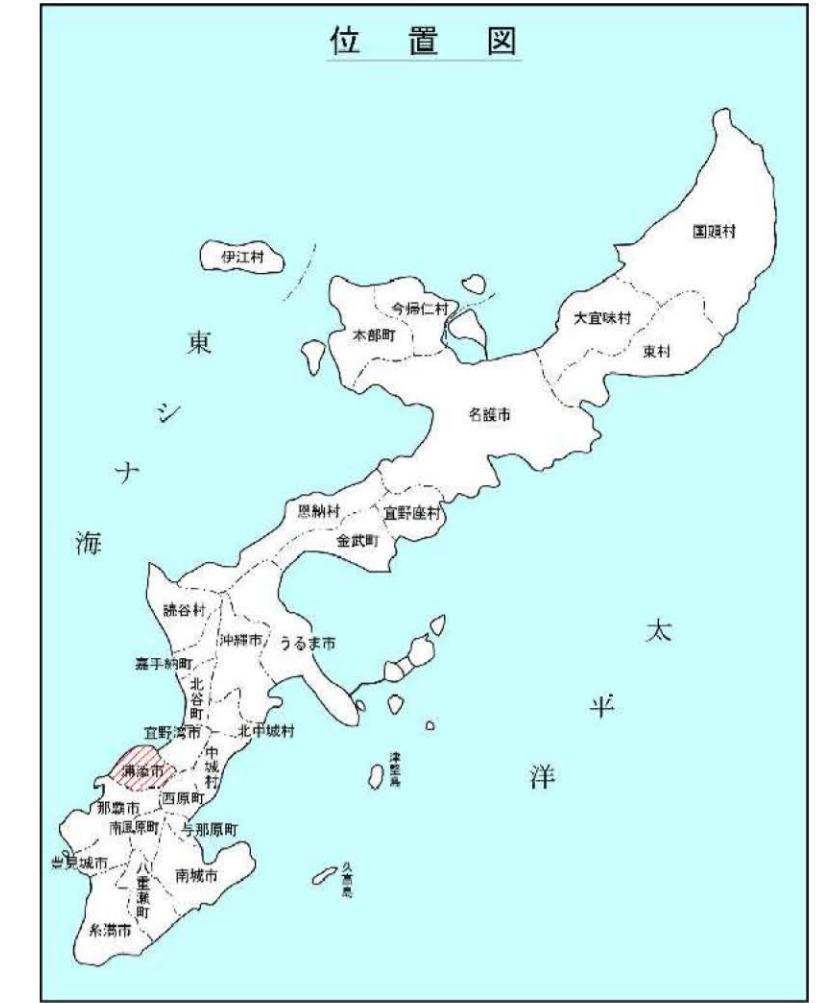 位置図
国頭村
伊江村
今帰仁村
大宜味村
本部町
東村
東シナ海
名護市
恩納村
宜野座村
金武町
読谷村
沖縄市
うるま市
太平洋
嘉手納町
北谷町
宜野湾市
北中城村
中城村
津堅島
浦添市
西原町
那覇市
南風原町
与那原町
豊見城市
八重瀬町
南城市
久高島
糸満市